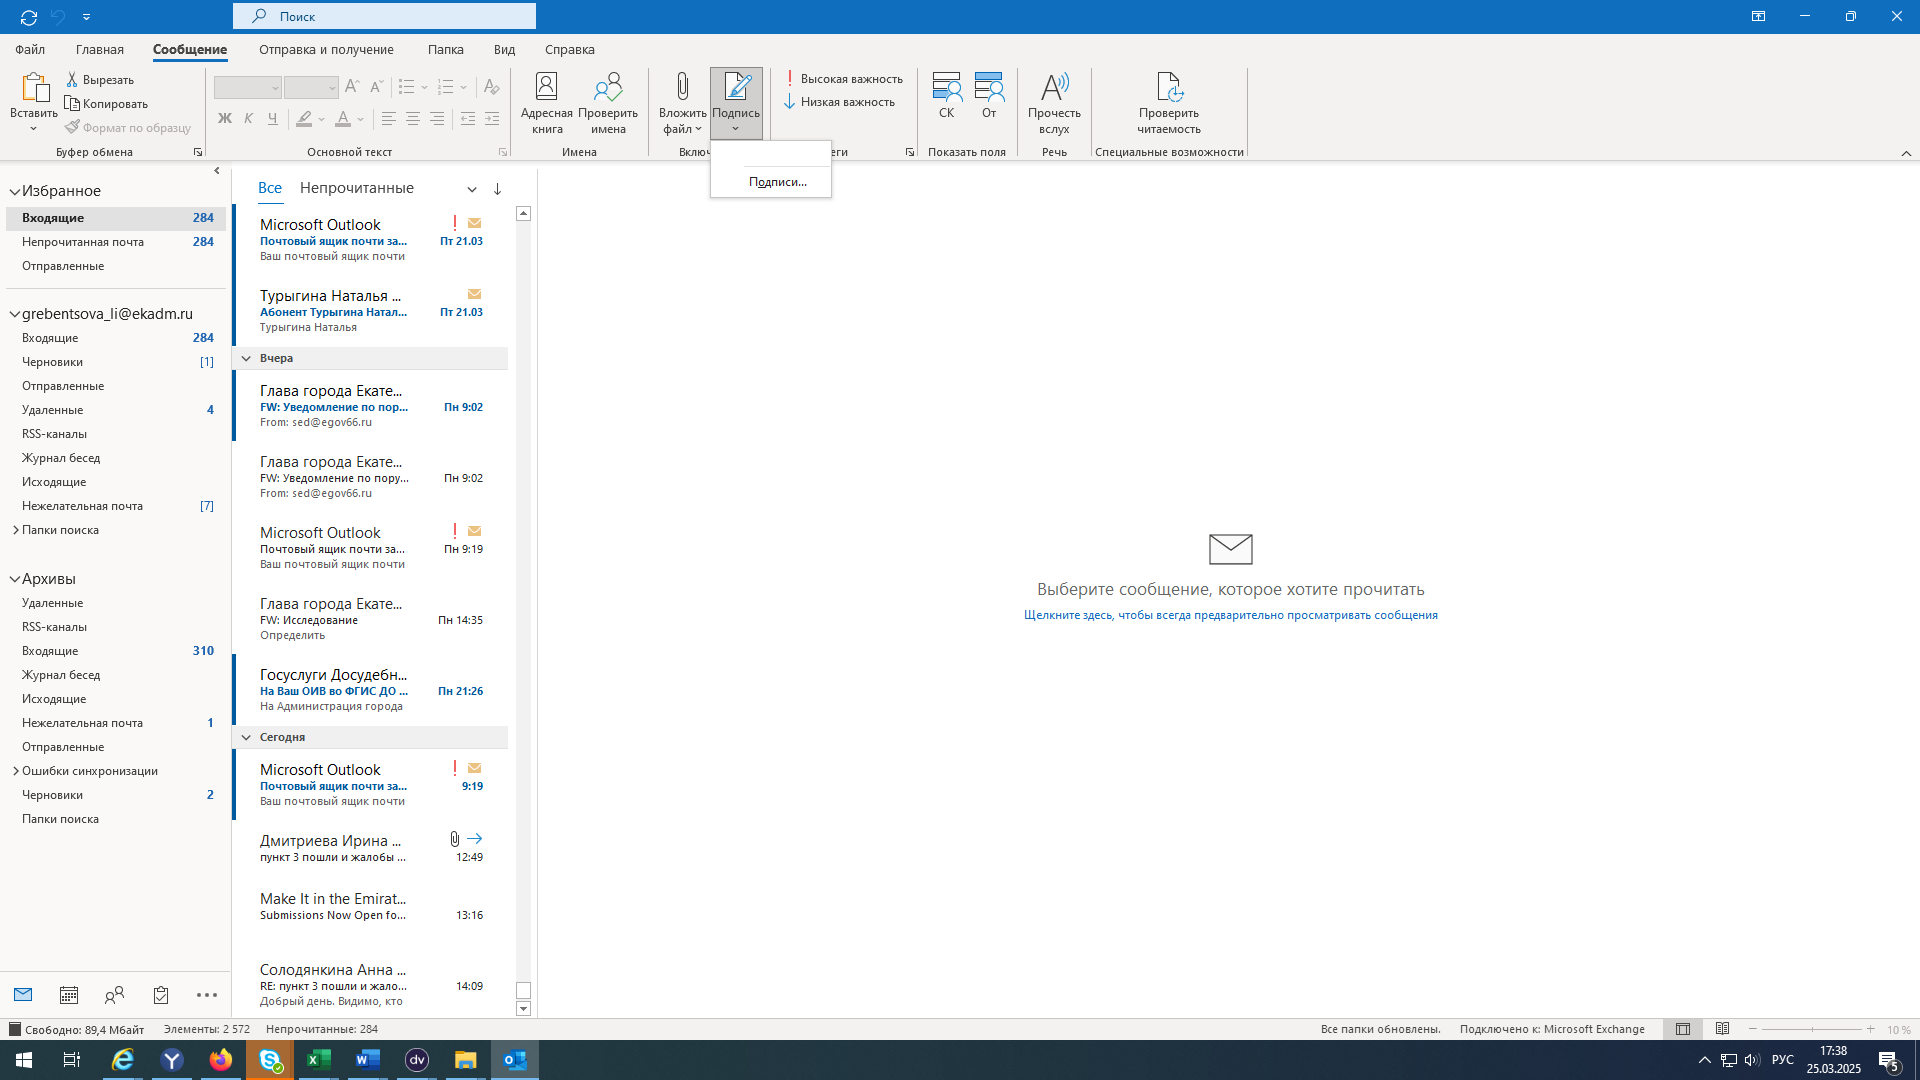 Поиск
Файл
Главная
Сообщение
Отправка и получение
Папка
Вид
Справка
Вставить
Вырезать
Копировать
Формат по образцу
Буфер обмена
Ж
К
Ч
Основной текст
Адресная книга
Проверить имена
Имена
Вложить файл
Подпись
Включ
Подписи...
Высокая важность
Низкая важность
еги
СК
От
Показать поля
Прочесть вслух
Речь
Проверить читаемость
Специальные возможности
Избранное
Входящие 284
Непрочитанная почта 284
Отправленные
grebentsova_li@ekadm.ru
Входящие 284
Черновики [1]
Отправленные
Удаленные 4
RSS-каналы
Журнал бесед
Исходящие
Нежелательная почта [7]
Папки поиска
Архивы
Удаленные
RSS-каналы
Входящие 310
Журнал бесед
Исходящие
Нежелательная почта 1
Отправленные
Ошибки синхронизации
Черновики 2
Папки поиска
Все Непрочитанные
Microsoft Outlook
Почтовый ящик почти за... Пт 21.03
Ваш почтовый ящик почти
Турыгина Наталья ...
Абонент Турыгина Натал... Пт 21.03
Турыгина Наталья
Вчера
Глава города Екате...
FW: Уведомление по пор... Пн 9:02
From: sed@egov66.ru
Глава города Екате...
FW: Уведомление по пору... Пн 9:02
From: sed@egov66.ru
Microsoft Outlook
Почтовый ящик почти за... Пн 9:19
Ваш почтовый ящик почти
Глава города Екате...
FW: Исследование Пн 14:35
Определить
Госуслуги Досудебн...
На Ваш ОИВ во ФГИС ДО ... Пн 21:26
На Администрация города
Сегодня
Microsoft Outlook
Почтовый ящик почти за... 9:19
Ваш почтовый ящик почти
Дмитриева Ирина ...
пункт 3 пошли и жалобы ... 12:49
Make It in the Emirat...
Submissions Now Open fo... 13:16
Солодянкина Анна ...
RE: пункт 3 пошли и жало... 14:09
Добрый день. Видимо, кто
Выберите сообщение, которое хотите прочитать
Щелкните здесь, чтобы всегда предварительно просматривать сообщения
Свободно: 89,4 Мбайт
Элементы: 2 572
Непрочитанные: 284
Все папки обновлены.
Подключено к: Microsoft Exchange
10 %
dv
РУС
17:38
25.03.2025
5